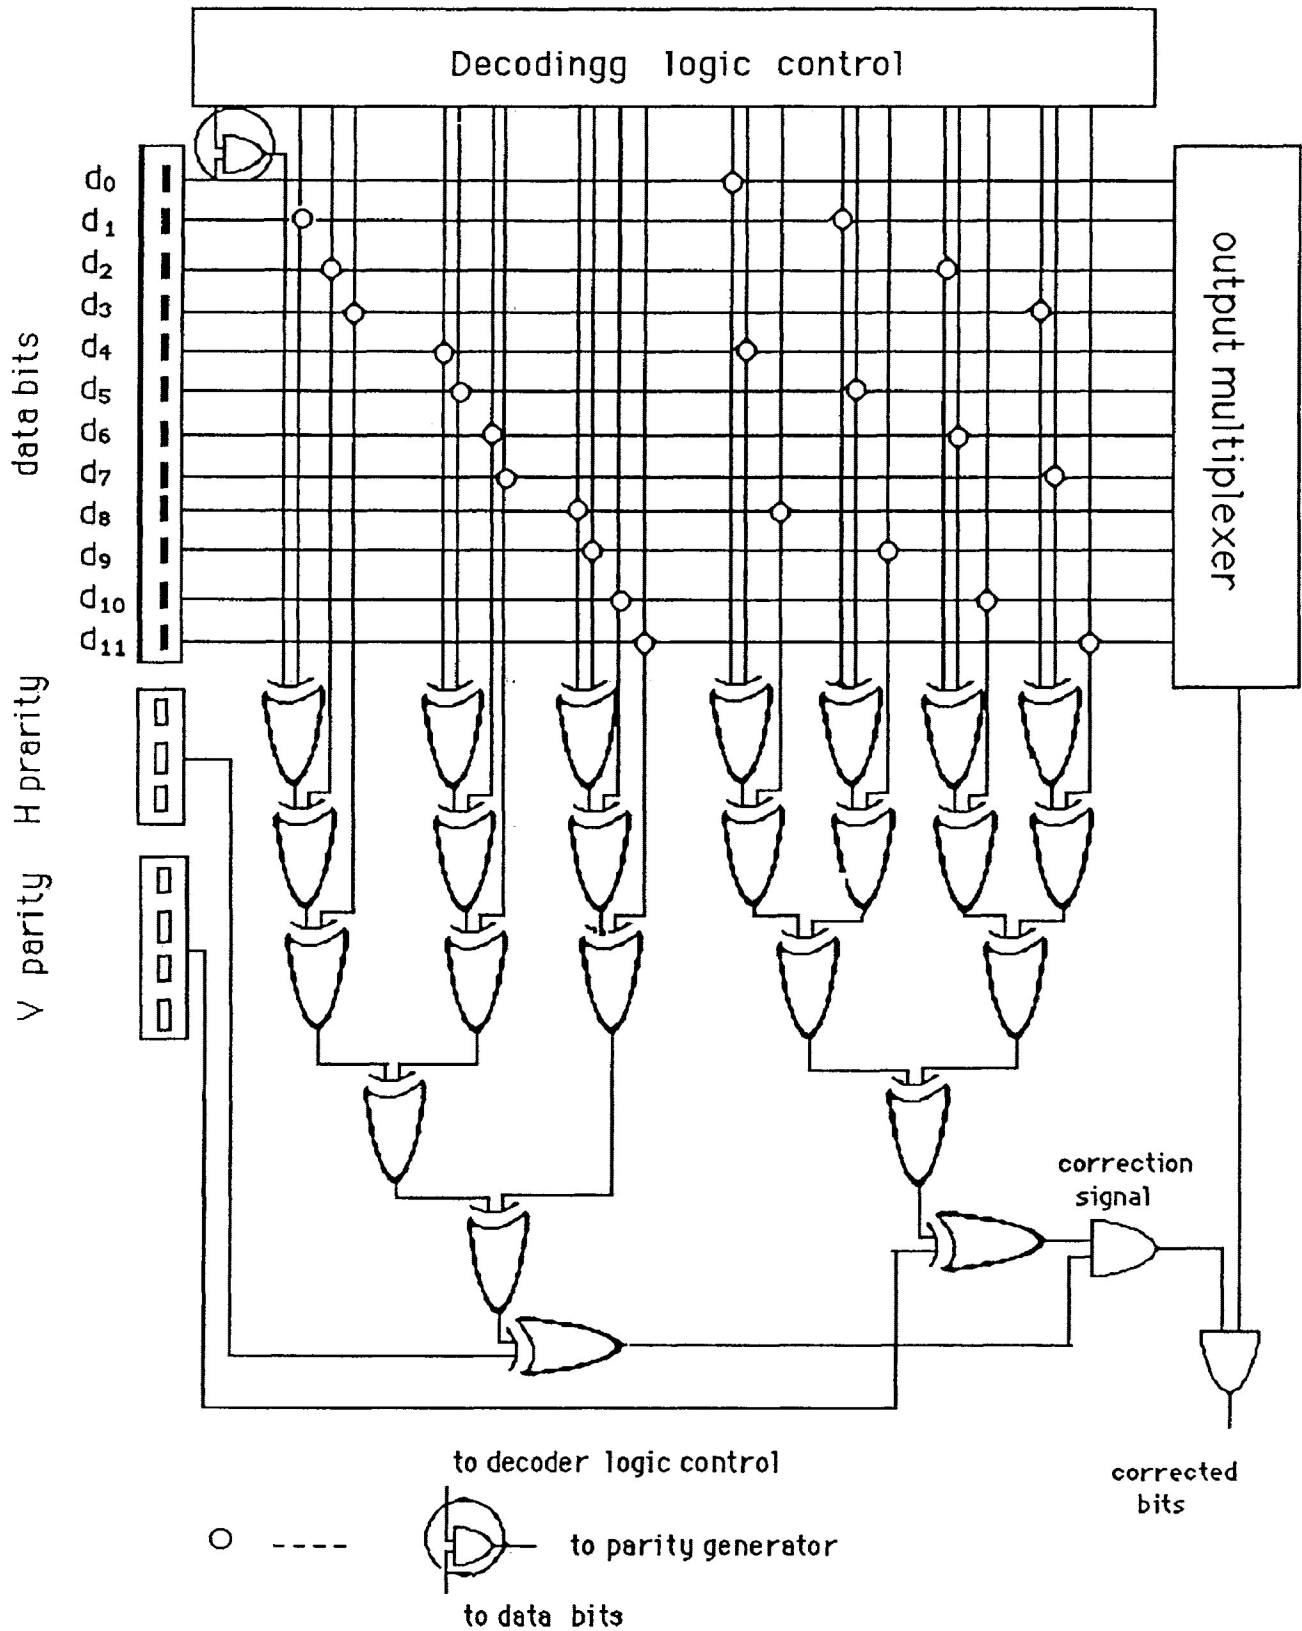 Decodingg logic control
d0
d1
d2
d3
d4
d5
d6
d7
d8
d9
d10
d11
data bits
H prarity
V parity
output multiplexer
correction
signal
corrected
bits
to decoder logic control
to parity generator
to data bits